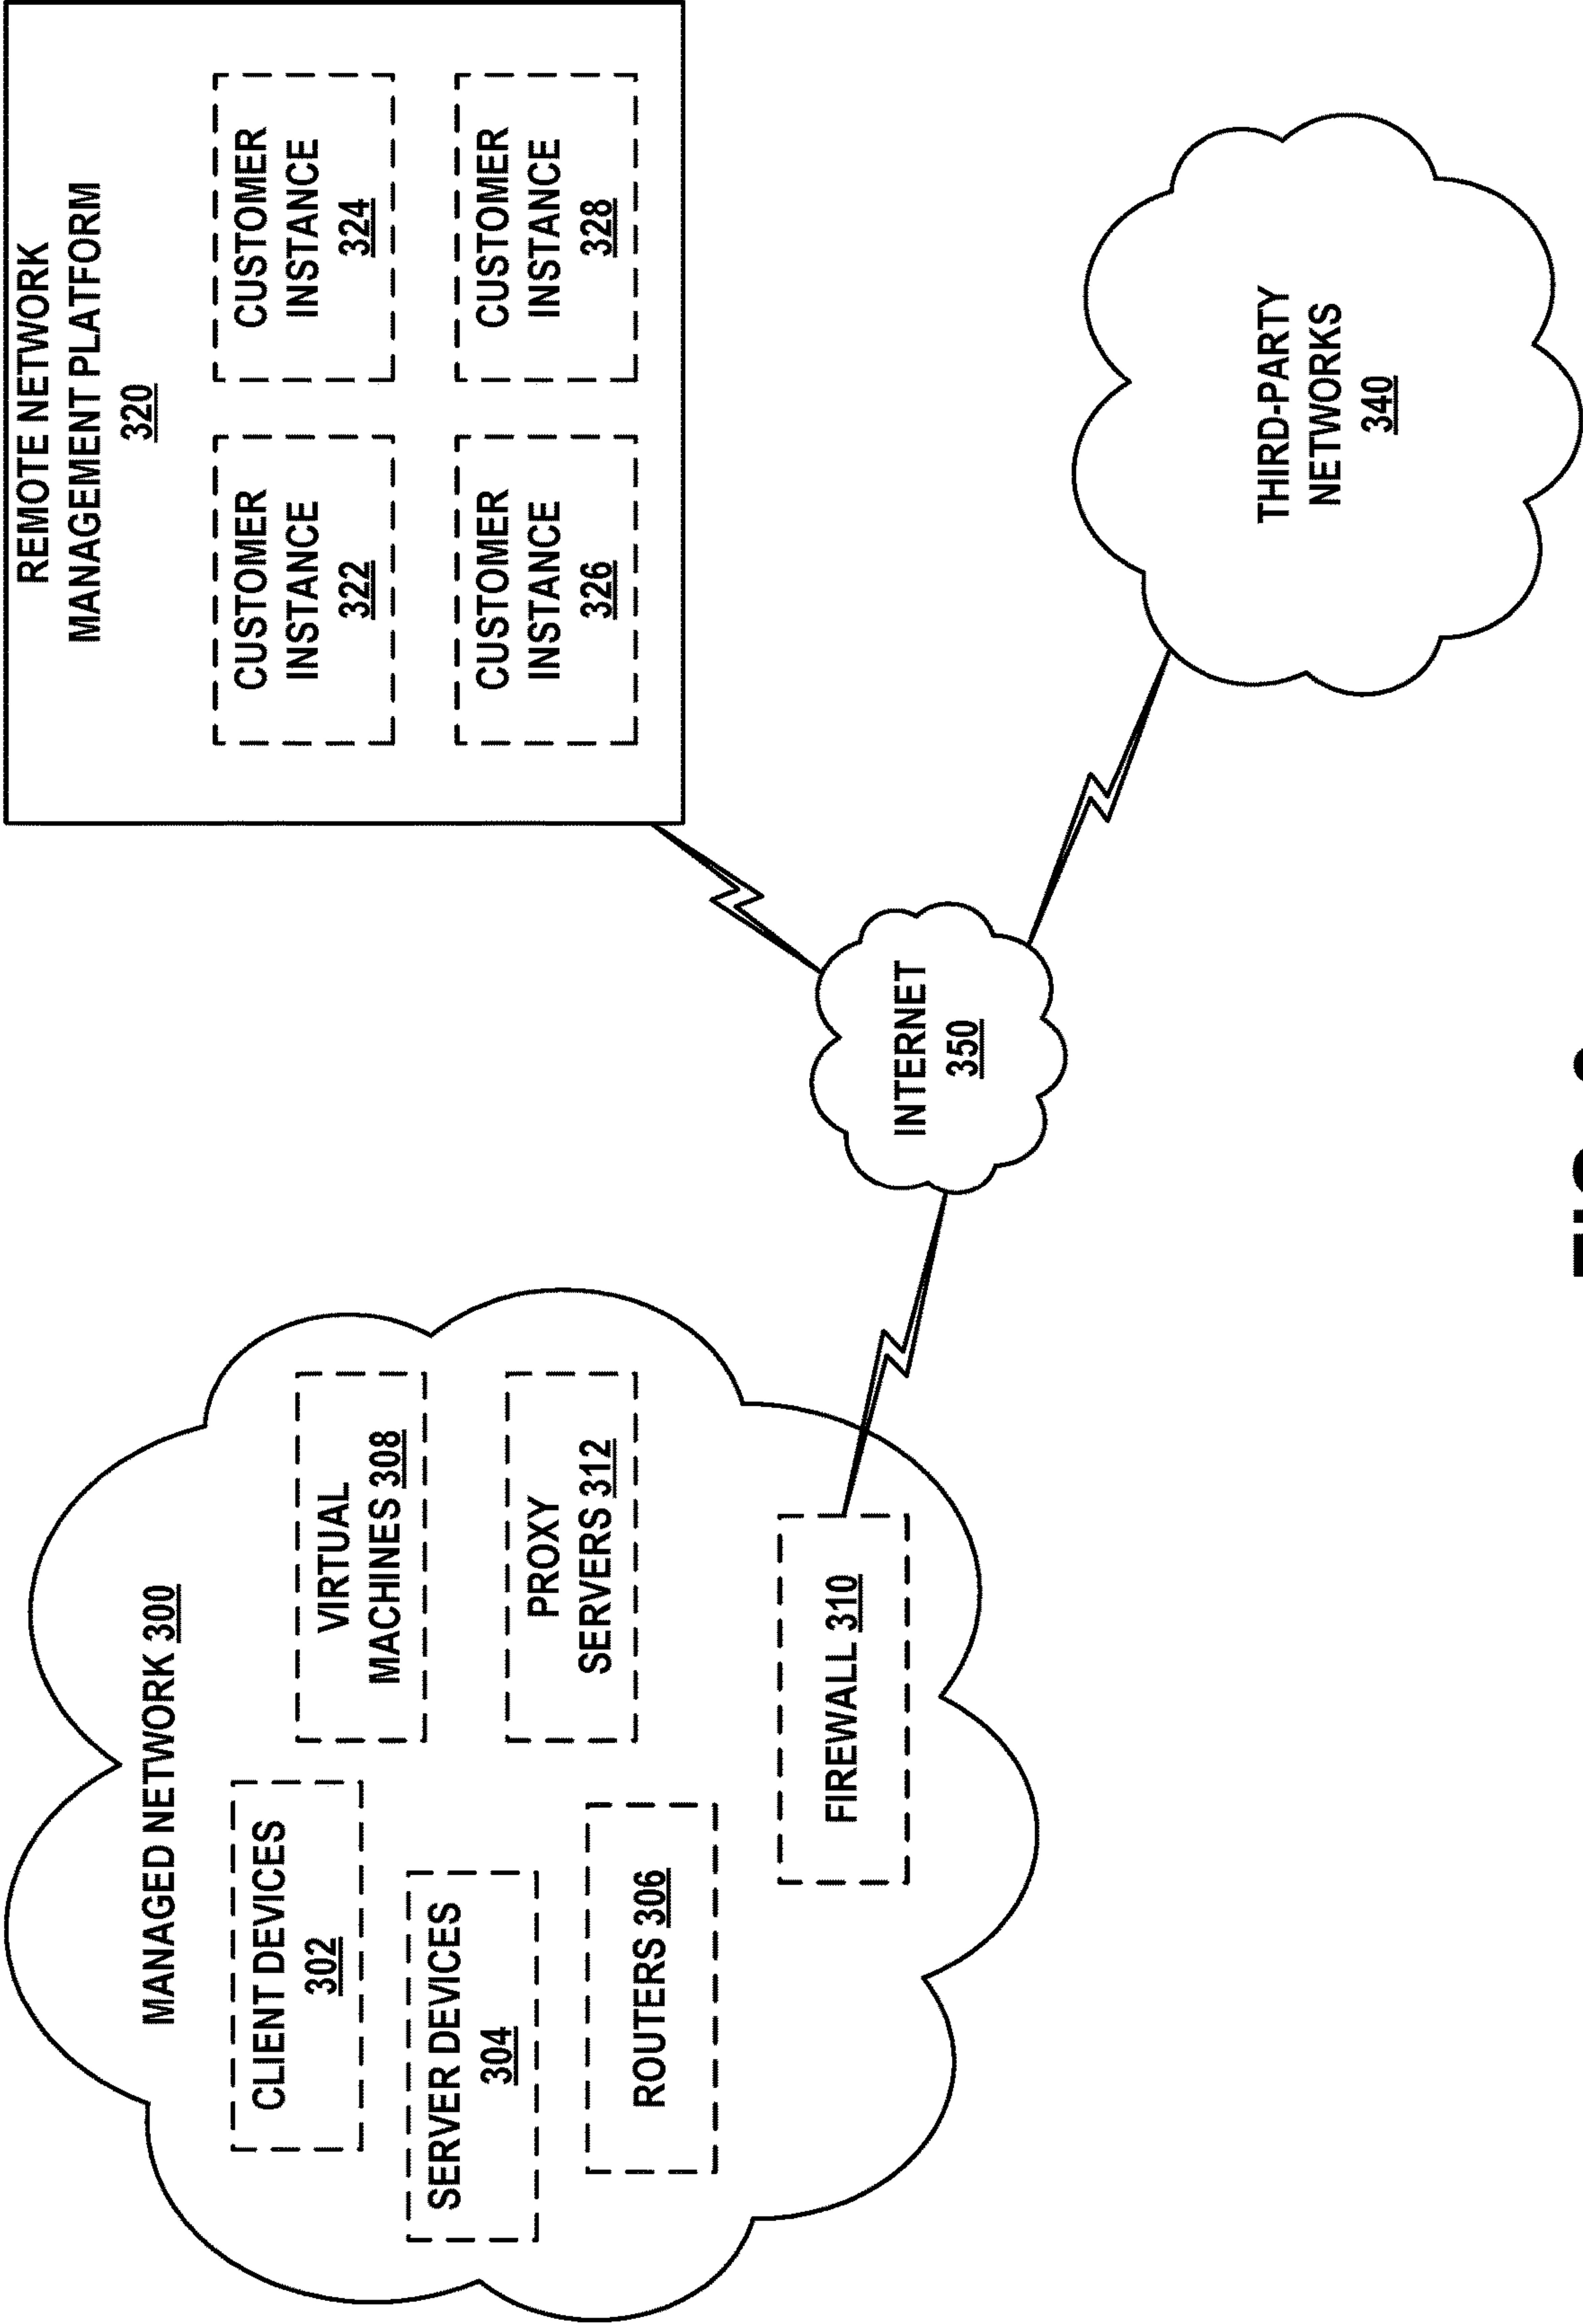 MANAGED NETWORK 300
CLIENT DEVICES
302
VIRTUAL
MACHINES 308
SERVER DEVICES
304
PROXY
SERVERS 312
ROUTERS 306
FIREWALL 310
REMOTE NETWORK
MANAGEMENT PLATFORM
320
CUSTOMER
INSTANCE
322
CUSTOMER
INSTANCE
324
CUSTOMER
INSTANCE
326
CUSTOMER
INSTANCE
328
INTERNET
350
THIRD-PARTY
NETWORKS
340